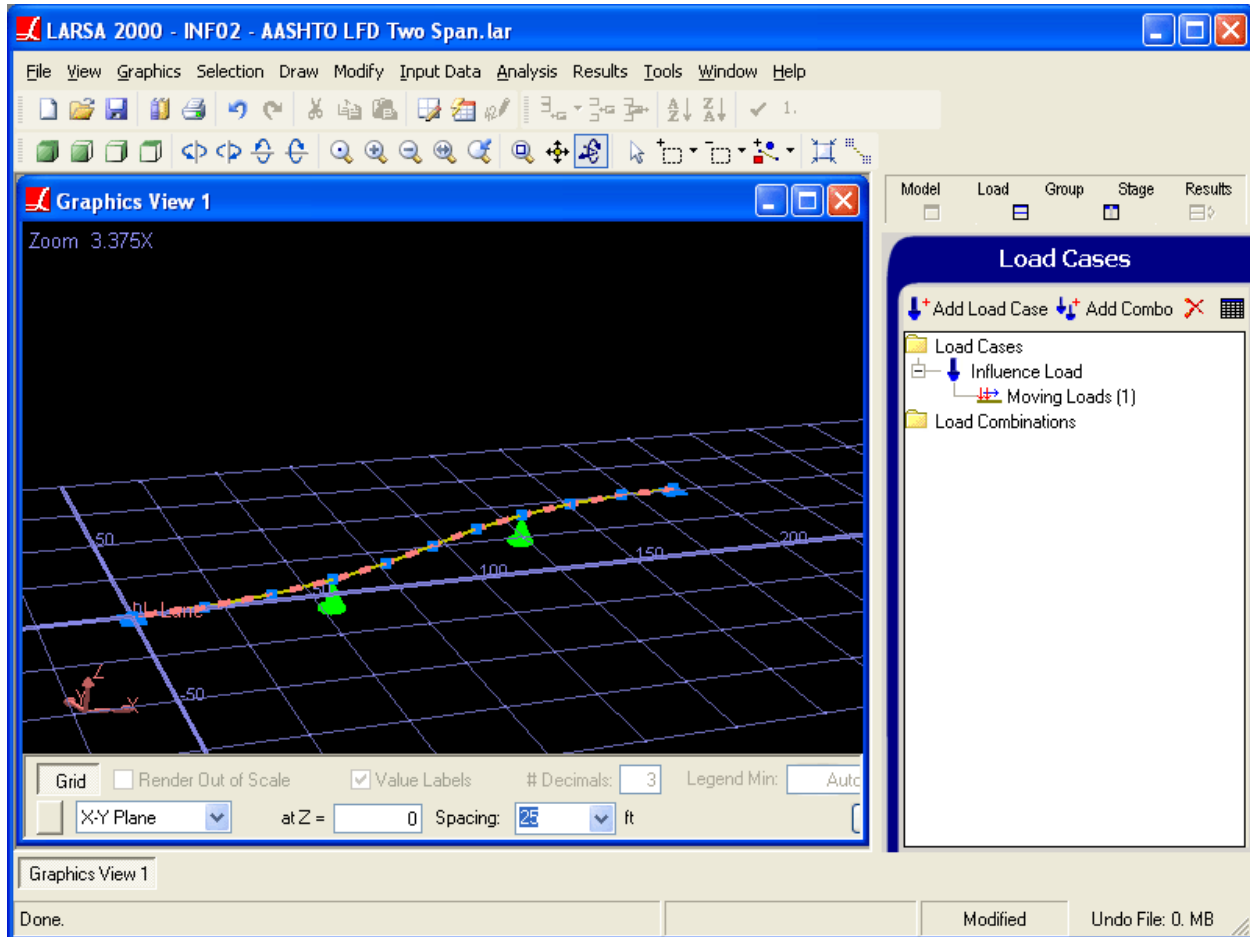 LARSA 2000 - INF02 - AASHTO LFD Two Span.lar
File View Graphics Selection Draw Modify Input Data Analysis Results Tools Window Help
1.
Graphics View 1
Zoom 3.375X
50
200
150
100
50
Lane
-50
Z
Y
X
Grid Render Out of Scale Value Labels # Decimals: 3 Legend Min: Auto
X-Y Plane at Z = 0 Spacing: 25 ft
Model Load Group Stage Results
Load Cases
Add Load Case Add Combo
Load Cases
Influence Load
Moving Loads (1)
Load Combinations
Graphics View 1
Done. Modified Undo File: 0. MB